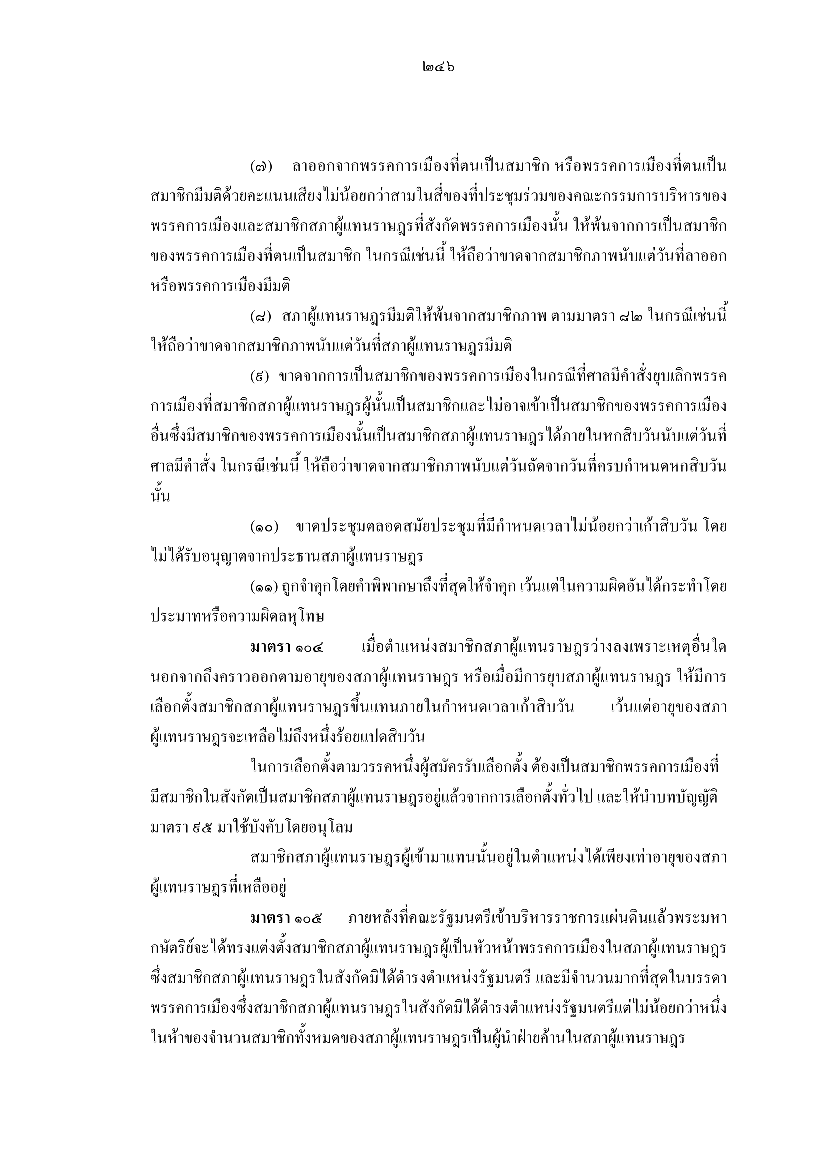 ๒๔๖
(๗) ลาออกจากพรรคการเมืองที่ตนเป็นสมาชิก หรือพรรคการเมืองที่ตนเป็น
สมาชิกมีมติด้วยคะแนนเสียงไม่น้อยกว่าสามในสี่ของที่ประชุมร่วมของคณะกรรมการบริหารของ
พรรคการเมืองและสมาชิกสภาผู้แทนราษฎรที่สังกัดพรรคการเมืองนั้น ให้พ้นจากการเป็นสมาชิก
ของพรรคการเมืองที่ตนเป็นสมาชิก ในกรณีเช่นนี้ ให้ถือว่าขาดจากสมาชิกภาพนับแต่วันที่ลาออก
หรือพรรคการเมืองมีมติ
(๘) สภาผู้แทนราษฎรมีมติให้พ้นจากสมาชิกภาพ ตามมาตรา ๘๒ ในกรณีเช่นนี้
ให้ถือว่าขาดจากสมาชิกภาพนับแต่วันที่สภาผู้แทนราษฎรมีมติ
(๙) ขาดจากการเป็นสมาชิกของพรรคการเมืองในกรณีที่ศาลมีคำสั่งยุบเลิกพรรค
การเมืองที่สมาชิกสภาผู้แทนราษฎรผู้นั้นเป็นสมาชิกและไม่อาจเข้าเป็นสมาชิกของพรรคการเมือง
อื่นซึ่งมีสมาชิกของพรรคการเมืองนั้นเป็นสมาชิกสภาผู้แทนราษฎรได้ภายในหกสิบวันนับแต่วันที่
ศาลมีคำสั่ง ในกรณีเช่นนี้ ให้ถือว่าขาดจากสมาชิกภาพนับแต่วันถัดจากวันที่ครบกำหนดหกสิบวัน
นั้น
(๑๐) ขาดประชุมตลอดสมัยประชุมที่มีกำหนดเวลาไม่น้อยกว่าเก้าสิบวัน โดย
ไม่ได้รับอนุญาตจากประธานสภาผู้แทนราษฎร
(๑๑) ถูกจำคุกโดยคำพิพากษาถึงที่สุดให้จำคุก เว้นแต่ในความผิดอันได้กระทำโดย
ประมาทหรือความผิดลหุโทษ
มาตรา ๑๐๔ เมื่อตำแหน่งสมาชิกสภาผู้แทนราษฎรว่างลงเพราะเหตุอื่นใด
นอกจากถึงคราวออกตามอายุของสภาผู้แทนราษฎร หรือเมื่อมีการยุบสภาผู้แทนราษฎร ให้มีการ
เลือกตั้งสมาชิกสภาผู้แทนราษฎรขึ้นแทนภายในกำหนดเวลาเก้าสิบวัน เว้นแต่อายุของสภา
ผู้แทนราษฎรจะเหลือไม่ถึงหนึ่งร้อยแปดสิบวัน
ในการเลือกตั้งตามวรรคหนึ่งผู้สมัครรับเลือกตั้ง ต้องเป็นสมาชิกพรรคการเมืองที่
มีสมาชิกในสังกัดเป็นสมาชิกสภาผู้แทนราษฎรอยู่แล้วจากการเลือกตั้งทั่วไป และให้นำบทบัญญัติ
มาตรา ๙๕ มาใช้บังคับโดยอนุโลม
สมาชิกสภาผู้แทนราษฎรผู้เข้ามาแทนนั้นอยู่ในตำแหน่งได้เพียงเท่าอายุของสภา
ผู้แทนราษฎรที่เหลืออยู่
มาตรา ๑๐๕ ภายหลังที่คณะรัฐมนตรีเข้าบริหารราชการแผ่นดินแล้วพระมหา
กษัตริย์จะได้ทรงแต่งตั้งสมาชิกสภาผู้แทนราษฎรผู้เป็นหัวหน้าพรรคการเมืองในสภาผู้แทนราษฎร
ซึ่งสมาชิกสภาผู้แทนราษฎรในสังกัดมิได้ดำรงตำแหน่งรัฐมนตรี และมีจำนวนมากที่สุดในบรรดา
พรรคการเมืองซึ่งสมาชิกสภาผู้แทนราษฎรในสังกัดมิได้ดำรงตำแหน่งรัฐมนตรีแต่ไม่น้อยกว่าหนึ่ง
ในห้าของจำนวนสมาชิกทั้งหมดของสภาผู้แทนราษฎรเป็นผู้นำฝ่ายค้านในสภาผู้แทนราษฎร